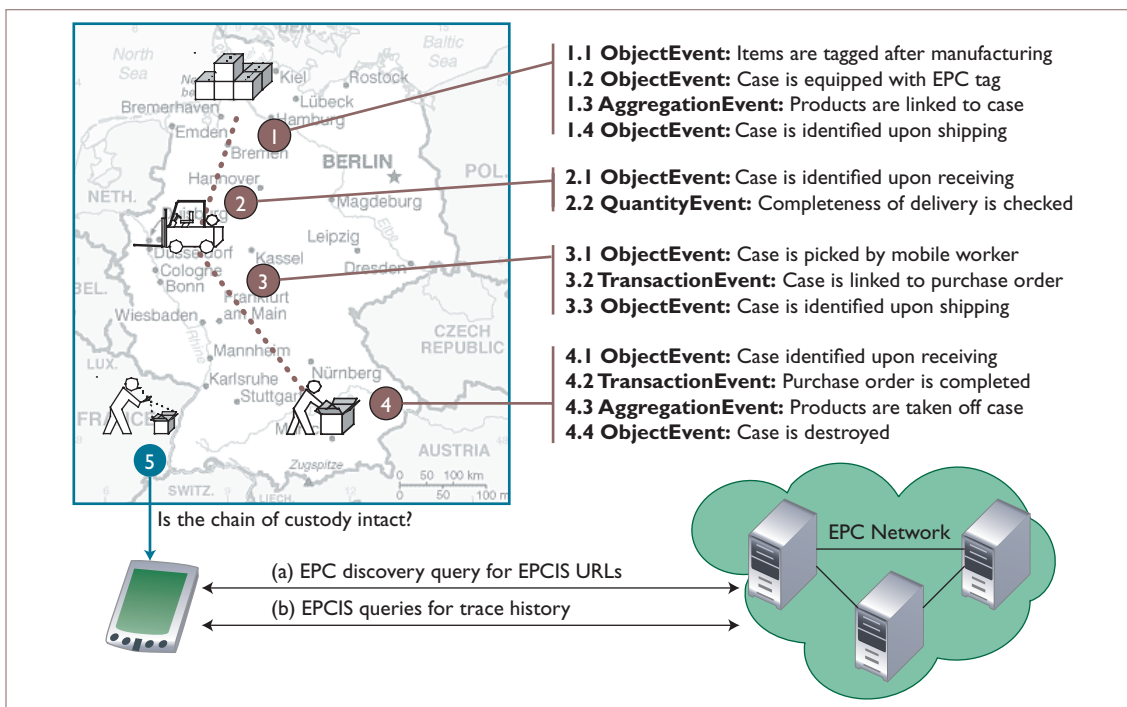 North
Sea
Baltic
Sea
Kiel
Rostock
Lübeck
Hamburg
Bremerhaven
Emden
1
Bremen
BERLIN
POL.
Hannover
NETH.
2
Magdeburg
Elbe
Leipzig
Düsseldorf
Kassel
Dresden
Cologne
Bonn
3
BEL.
Frankfurt
am Main
Wiesbaden
CZECH
REPUBLIC
Rhine
LUX.
Mannheim
Nürnberg
Karlsruhe
Stuttgart
4
FRANCE
AUSTRIA
5
Zugspitze
0 50 100 km
0 50 100 m
SWITZ.
LIECH.
6
9
12
1.1 ObjectEvent: Items are tagged after manufacturing
1.2 ObjectEvent: Case is equipped with EPC tag
1.3 AggregationEvent: Products are linked to case
1.4 ObjectEvent: Case is identified upon shipping
2.1 ObjectEvent: Case is identified upon receiving
2.2 QuantityEvent: Completeness of delivery is checked
3.1 ObjectEvent: Case is picked by mobile worker
3.2 TransactionEvent: Case is linked to purchase order
3.3 ObjectEvent: Case is identified upon shipping
4.1 ObjectEvent: Case identified upon receiving
4.2 TransactionEvent: Purchase order is completed
4.3 AggregationEvent: Products are taken off case
4.4 ObjectEvent: Case is destroyed
Is the chain of custody intact?
EPC Network
(a) EPC discovery query for EPCIS URLs
(b) EPCIS queries for trace history